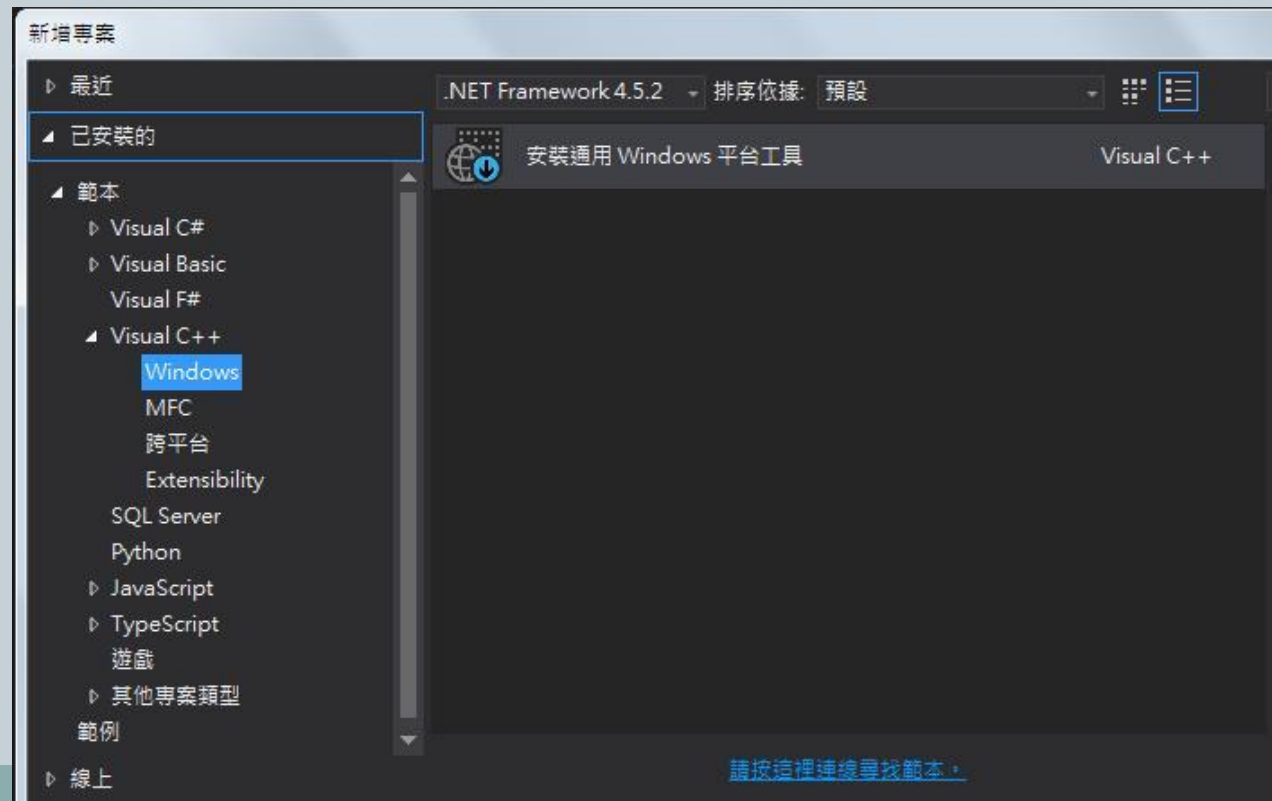 新增專案
最近
.NET Framework 4.5.2 排序依據: 預設
已安裝的
安裝通用 Windows 平台工具 Visual C++
範本
Visual C#
Visual Basic
Visual F#
Visual C++
Windows
MFC
跨平台
Extensibility
SQL Server
Python
JavaScript
TypeScript
遊戲
其他專案類型
範例
線上
請按這裡連線尋找範本。